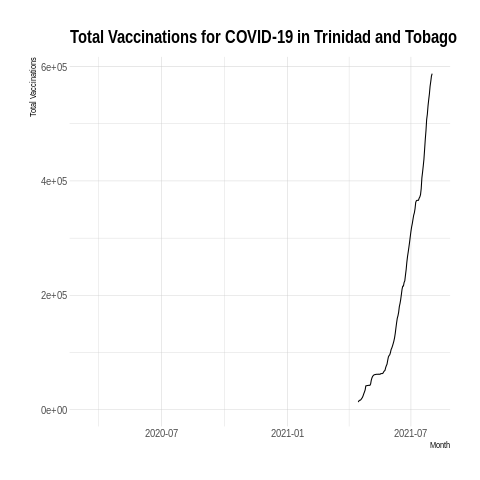 Total Vaccinations for COVID-19 in Trinidad and Tobago
Total Vaccinations
6e+05
4e+05
2e+05
0e+00
2020-07 2021-01 2021-07
Month